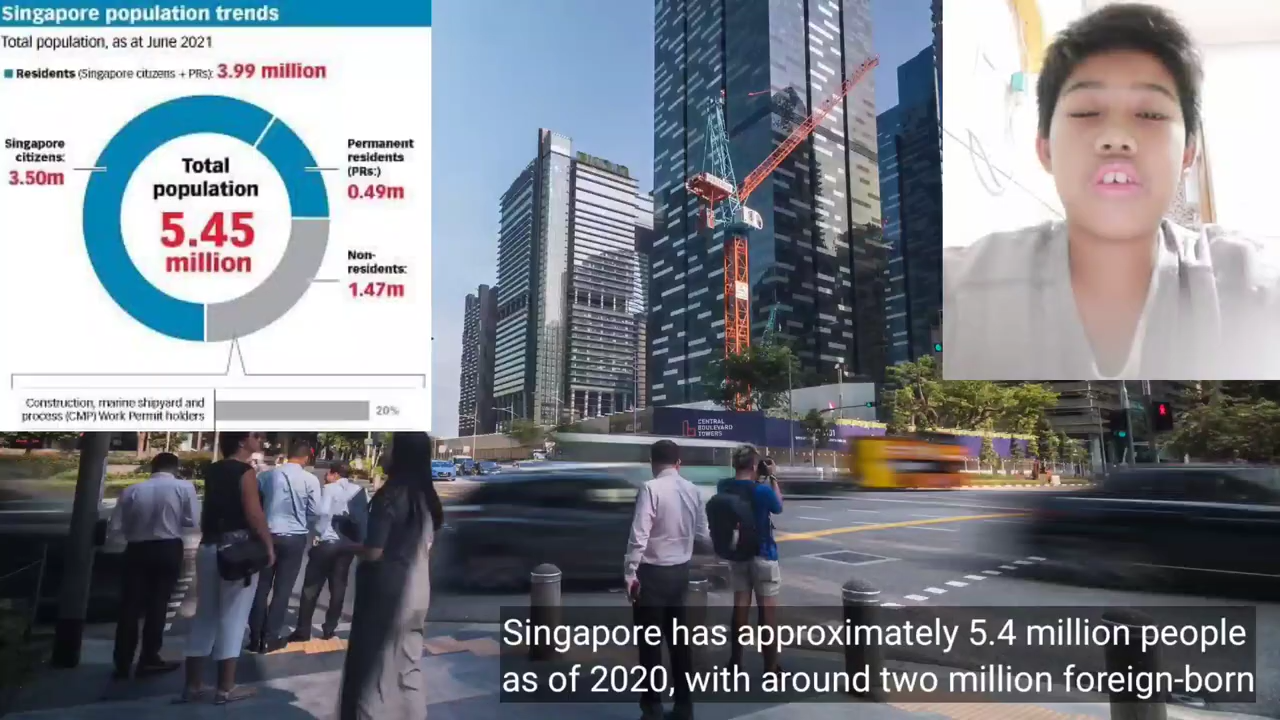 Singapore population trends
Total population, as at June 2021
Residents (Singapore citizens + PRs): 3.99 million
Singapore
citizens:
3.50m
Total
population
5.45
million
Permanent
residents
(PRs:)
0.49m
Non-
residents:
1.47m
Construction, marine shipyard and
process (CMP) Work Permit holders
20%
CENTRAL
BOULEVARD
TOWERS
Singapore has approximately 5.4 million people
as of 2020, with around two million foreign-born